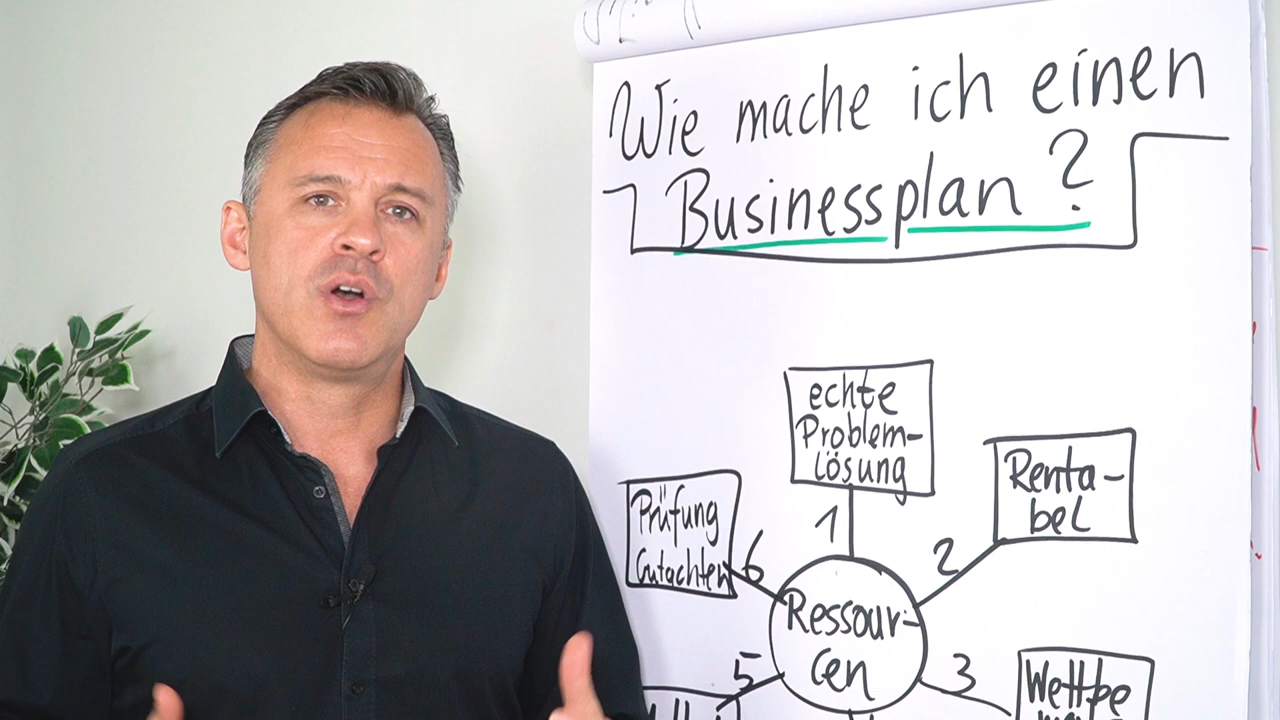 Wie mache ich einen
Businessplan?
echte
Problem-
lösung
1
Renta-
bel
2
Wettbe
3
5
Prüfung
Gutachten
6
Ressour-
cen